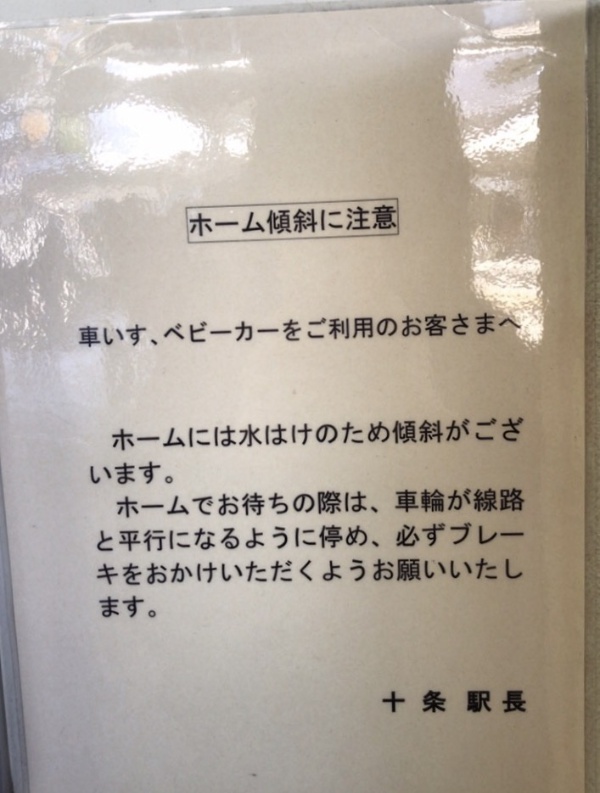 ホーム傾斜に注意
車いす、ベビーカーをご利用のお客さまへ
ホームには水はけのため傾斜がござ
います。
ホームでお待ちの際は、車輪が線路
と平行になるように停め、必ずブレー
キをおかけいただくようお願いいたし
ます。
十条駅長